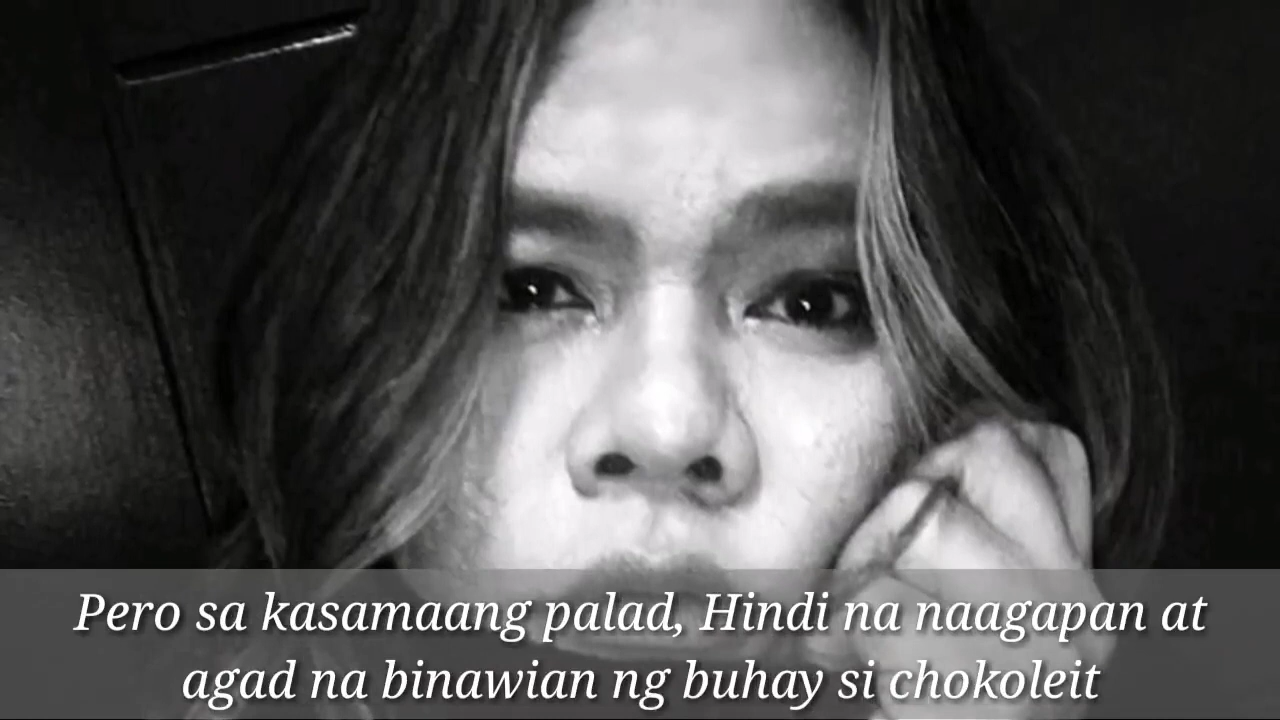 Pero sa kasamaang palad, Hindi na naagapan at
agad na binawian ng buhay si chokoleit